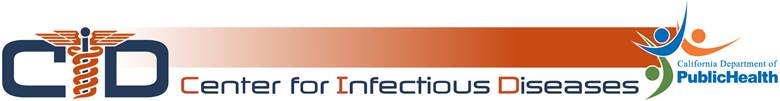 CiD
Center for Infectious Diseases
California Department of
PublicHealth